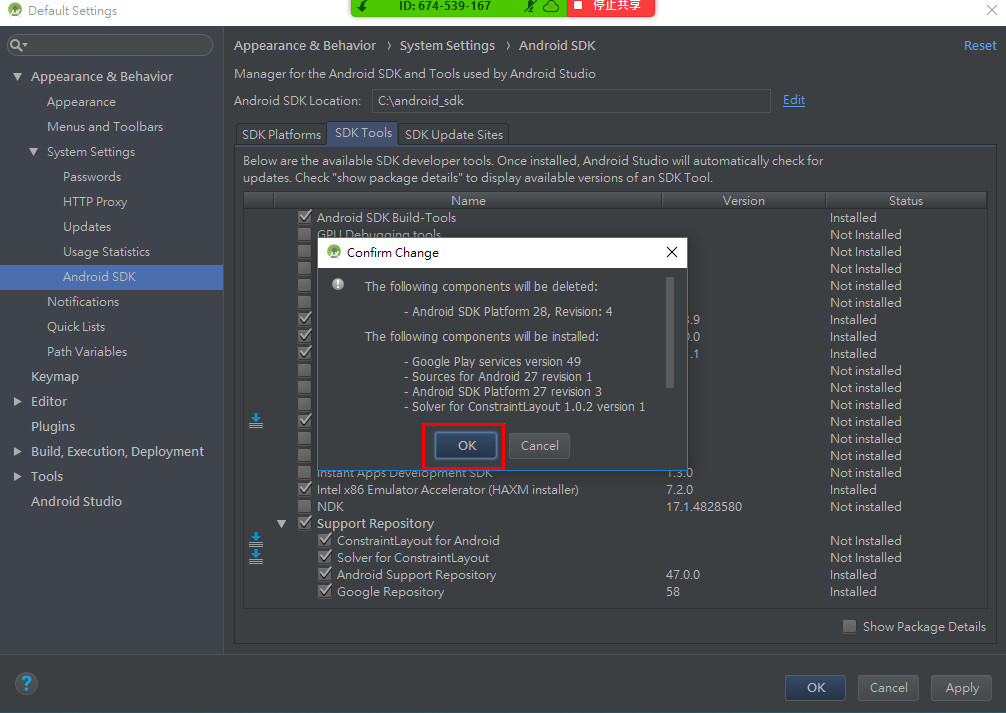 Default Settings
ID: 674-539-167
停止共享
Appearance & Behavior
Appearance
Menus and Toolbars
System Settings
Passwords
HTTP Proxy
Updates
Usage Statistics
Android SDK
Notifications
Quick Lists
Path Variables
Keymap
Editor
Plugins
Build, Execution, Deployment
Tools
Android Studio
Appearance & Behavior › System Settings › Android SDK
Reset
Manager for the Android SDK and Tools used by Android Studio
Android SDK Location: C:\android_sdk Edit
SDK Platforms SDK Tools SDK Update Sites
Below are the available SDK developer tools. Once installed, Android Studio will automatically check for
updates. Check "show package details" to display available versions of an SDK Tool.
Name Version Status
Android SDK Build-Tools Installed
GPU Debugging tools Not Installed
Not Installed
Not Installed
Not installed
Not installed
.9 Installed
.0 Installed
.1 Installed
Not installed
Not installed
Not installed
Not installed
Not installed
Not installed
Instant Apps Development SDK 1.3.0 Not installed
Intel x86 Emulator Accelerator (HAXM installer) 7.2.0 Installed
NDK 17.1.4828580 Not installed
Support Repository
ConstraintLayout for Android Not Installed
Solver for ConstraintLayout Not Installed
Android Support Repository 47.0.0 Installed
Google Repository 58 Installed
Show Package Details
Confirm Change
The following components will be deleted:
- Android SDK Platform 28, Revision: 4
The following components will be installed:
- Google Play services version 49
- Sources for Android 27 revision 1
- Android SDK Platform 27 revision 3
- Solver for ConstraintLayout 1.0.2 version 1
OK Cancel
?
OK Cancel Apply